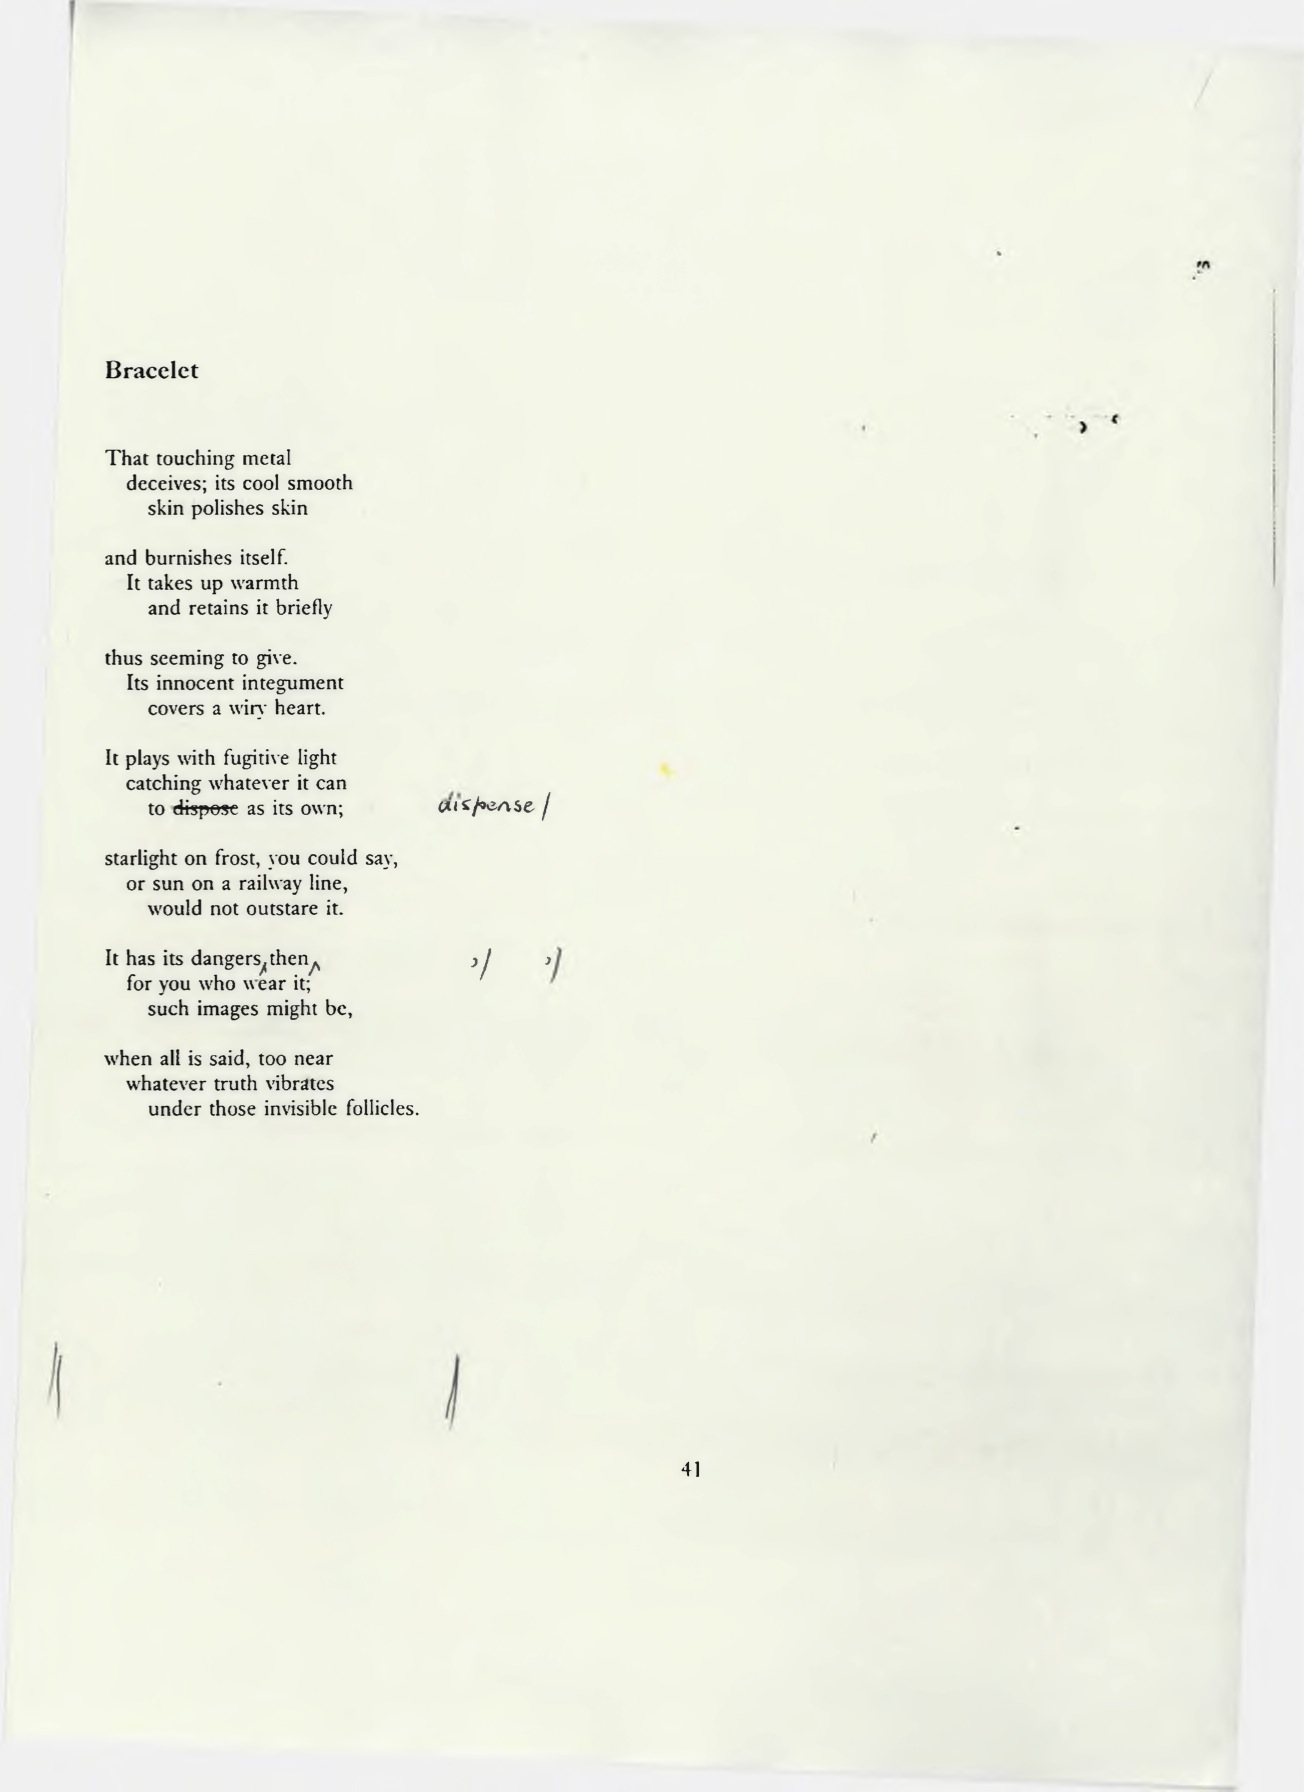 Bracelet
That touching metal
deceives; its cool smooth
skin polishes skin
and burnishes itself.
It takes up warmth
and retains it briefly
thus seeming to give.
Its innocent integument
covers a wiry heart.
It plays with fugitive light
catching whatever it can
to dispose as its own; dispense/
starlight on frost, you could say,
or sun on a railway line,
would not outstare it.
It has its dangers then ,/ ,/
for you who wear it;
such images might be,
when all is said, too near
whatever truth vibrates
under those invisible follicles.
41